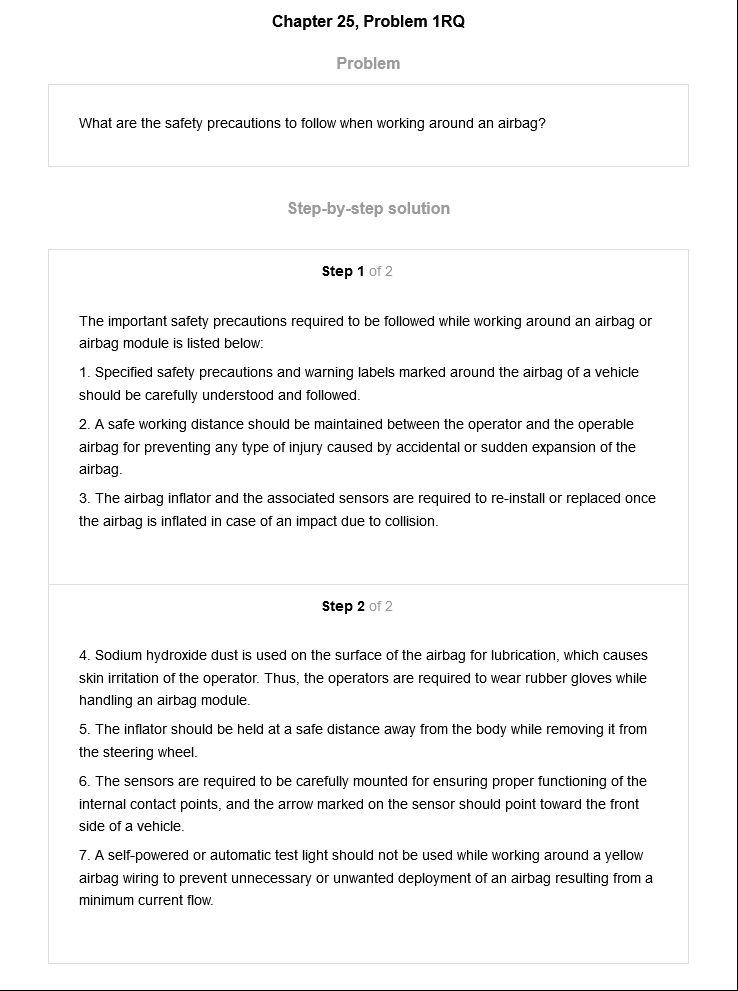 Chapter 25, Problem 1RQ
Problem
What are the safety precautions to follow when working around an airbag?
Step-by-step solution
Step 1 of 2
The important safety precautions required to be followed while working around an airbag or
airbag module is listed below:
1. Specified safety precautions and warning labels marked around the airbag of a vehicle
should be carefully understood and followed.
2. A safe working distance should be maintained between the operator and the operable
airbag for preventing any type of injury caused by accidental or sudden expansion of the
airbag.
3. The airbag inflator and the associated sensors are required to re-install or replaced once
the airbag is inflated in case of an impact due to collision.
Step 2 of 2
4. Sodium hydroxide dust is used on the surface of the airbag for lubrication, which causes
skin irritation of the operator. Thus, the operators are required to wear rubber gloves while
handling an airbag module.
5. The inflator should be held at a safe distance away from the body while removing it from
the steering wheel.
6. The sensors are required to be carefully mounted for ensuring proper functioning of the
internal contact points, and the arrow marked on the sensor should point toward the front
side of a vehicle.
7. A self-powered or automatic test light should not be used while working around a yellow
airbag wiring to prevent unnecessary or unwanted deployment of an airbag resulting from a
minimum current flow.